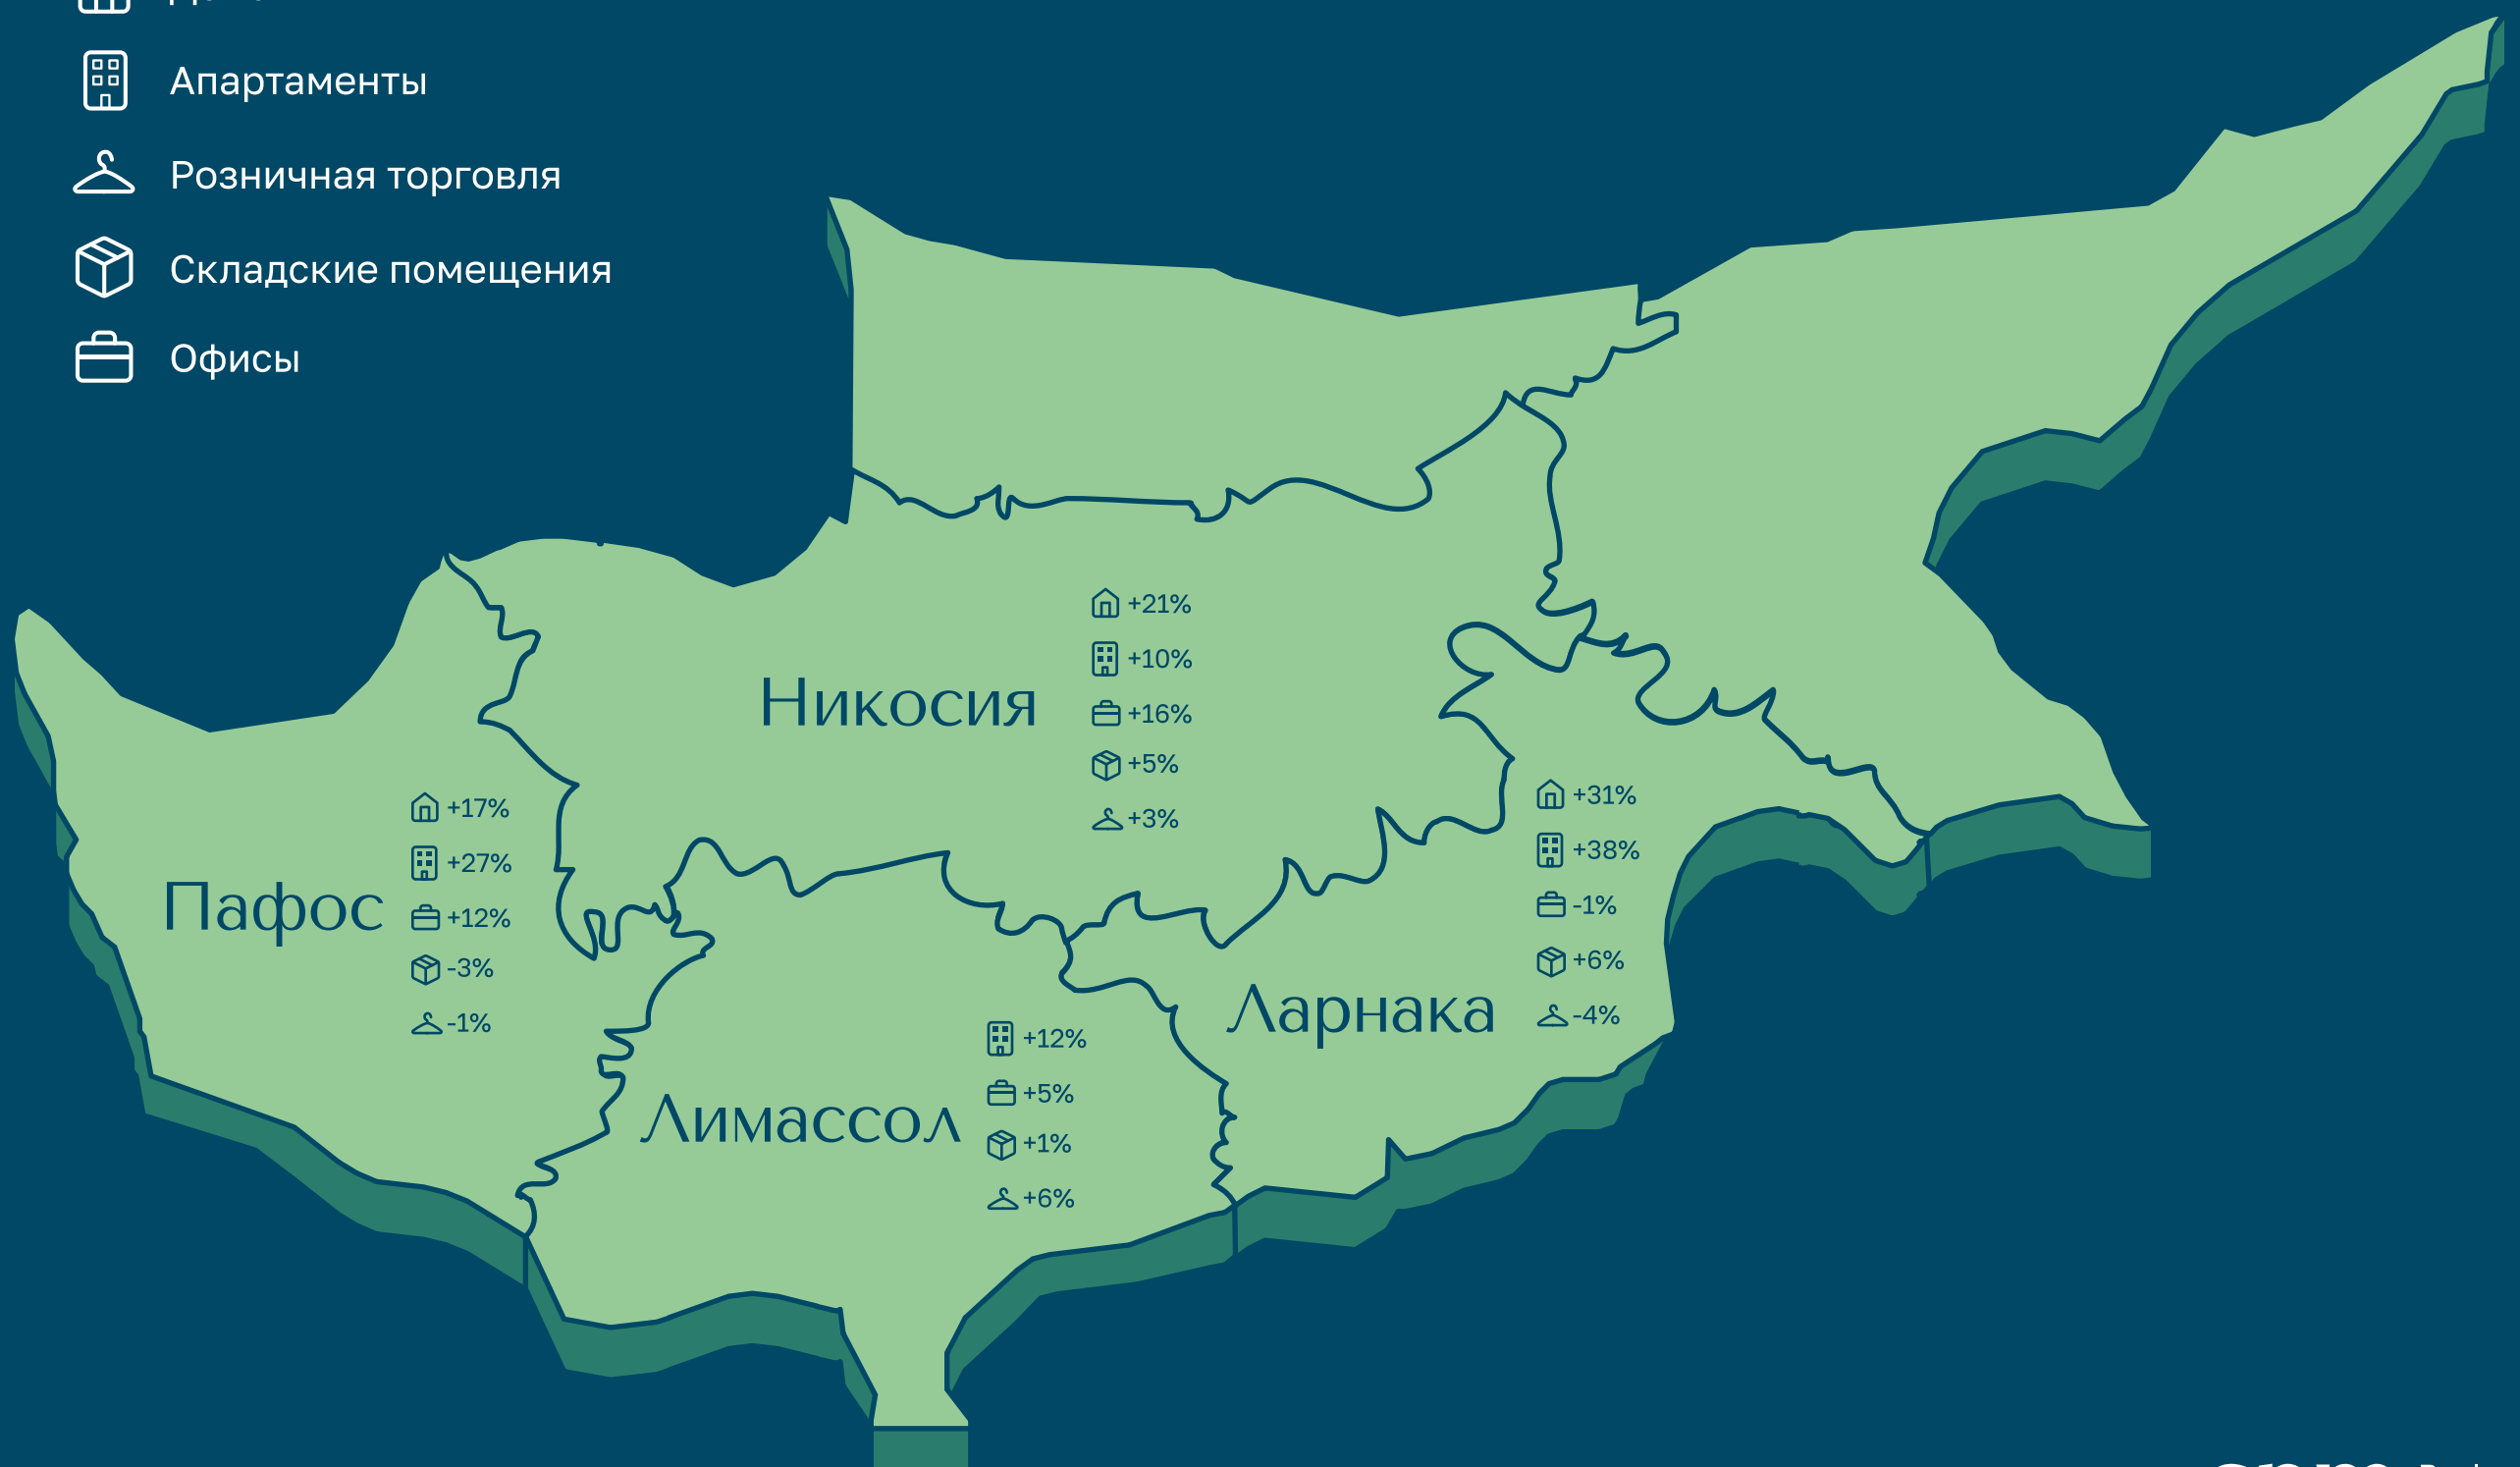 Апартаменты
Розничная торговля
Складские помещения
Офисы
Никосия
+21%
+10%
+16%
+5%
+3%
Пафос
+17%
+27%
+12%
-3%
-1%
Ларнака
+31%
+38%
-1%
+6%
-4%
Лимассол
+12%
+5%
+1%
+6%